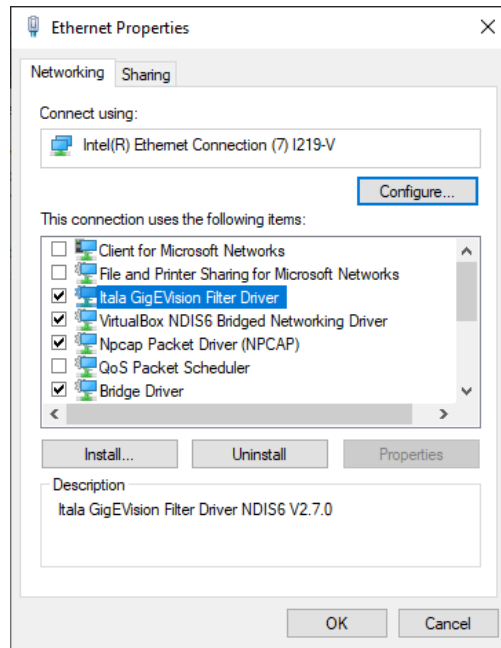 Ethernet Properties
Networking
Sharing
Connect using:
Intel(R) Ethernet Connection (7) I219-V
Configure...
This connection uses the following items:
Client for Microsoft Networks
File and Printer Sharing for Microsoft Networks
Itala GigEVision Filter Driver
VirtualBox NDIS6 Bridged Networking Driver
Npcap Packet Driver (NPCAP)
QoS Packet Scheduler
Bridge Driver
Install...
Uninstall
Properties
Description
Itala GigEVision Filter Driver NDIS6 V2.7.0
OK
Cancel